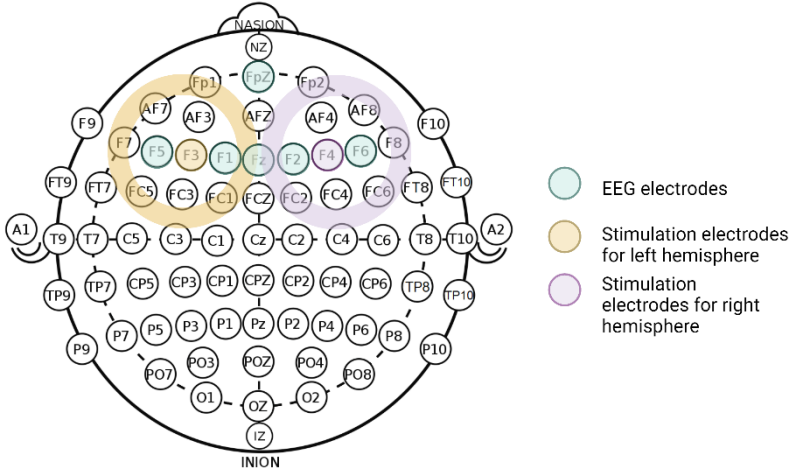 NASION
NZ
Fp1 FpZ Fp2
AF7 AF3 AFZ AF4 AF8
F9 F7 F5 F3 F1 Fz F2 F4 F6 F8 F10
FT9 FT7 FC5 FC3 FC1 FCZ FC2 FC4 FC6 FT8 FT10
A1 T9 T7 C5 C3 C1 Cz C2 C4 C6 T8 T10 A2
TP9 TP7 CP5 CP3 CP1 CPZ CP2 CP4 CP6 TP8 TP10
P9 P7 P5 P3 P1 Pz P2 P4 P6 P8 P10
PO7 PO3 POZ PO4 PO8
O1 OZ O2
IZ
INION
EEG electrodes
Stimulation electrodes
for left hemisphere
Stimulation
electrodes for right
hemisphere